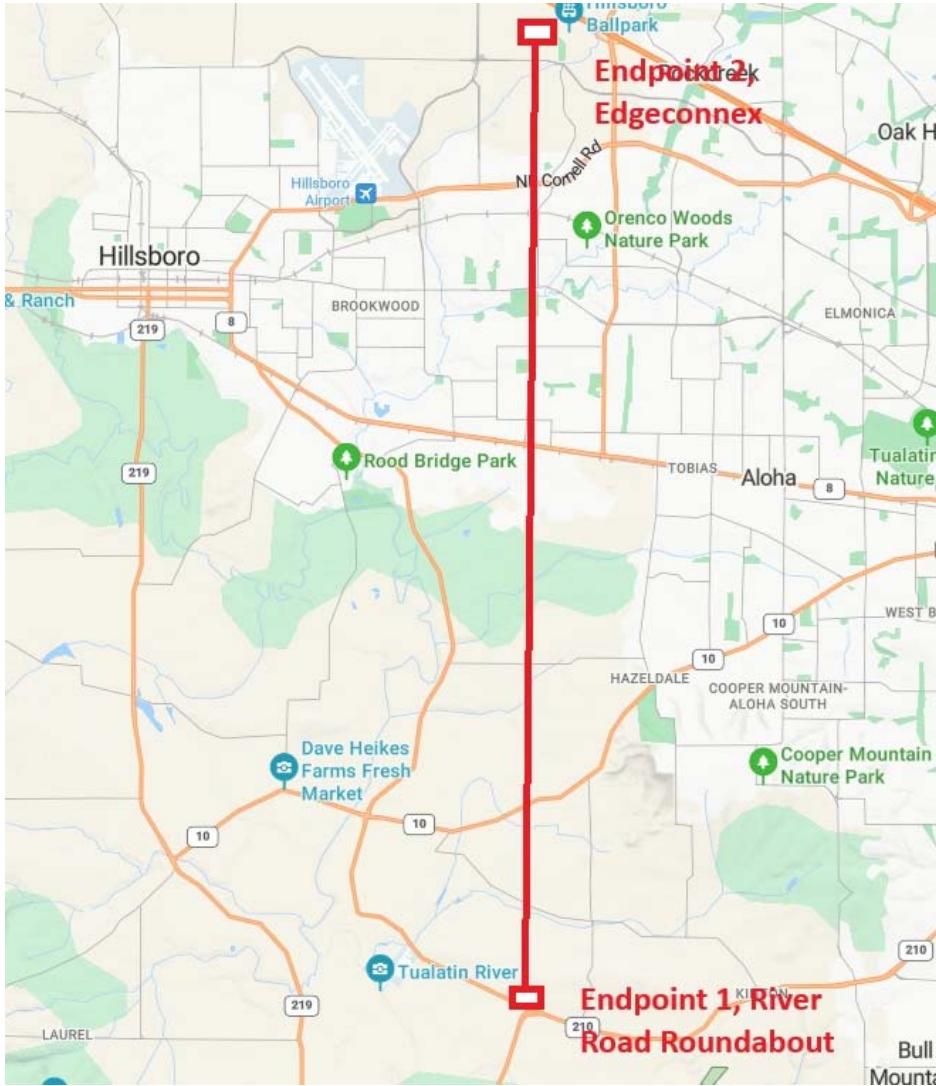 Hillsboro
Ballpark
Endpoint 2,
Edgeconnex
Rockcreek
Oak H
NE Cornell Rd
Hillsboro
Airport
Orenco Woods
Nature Park
Hillsboro
& Ranch
BROOKWOOD
ELMONICA
219
8
Rood Bridge Park
219
TOBIAS
Aloha
8
Tualatin
Nature
10
WEST B
10
HAZELDALE
COOPER MOUNTAIN-
ALOHA SOUTH
Dave Heikes
Farms Fresh
Market
Cooper Mountain
Nature Park
10
10
210
Tualatin River
219
Endpoint 1, River
Road Roundabout
KINTON
210
LAUREL
Bull
Mounta